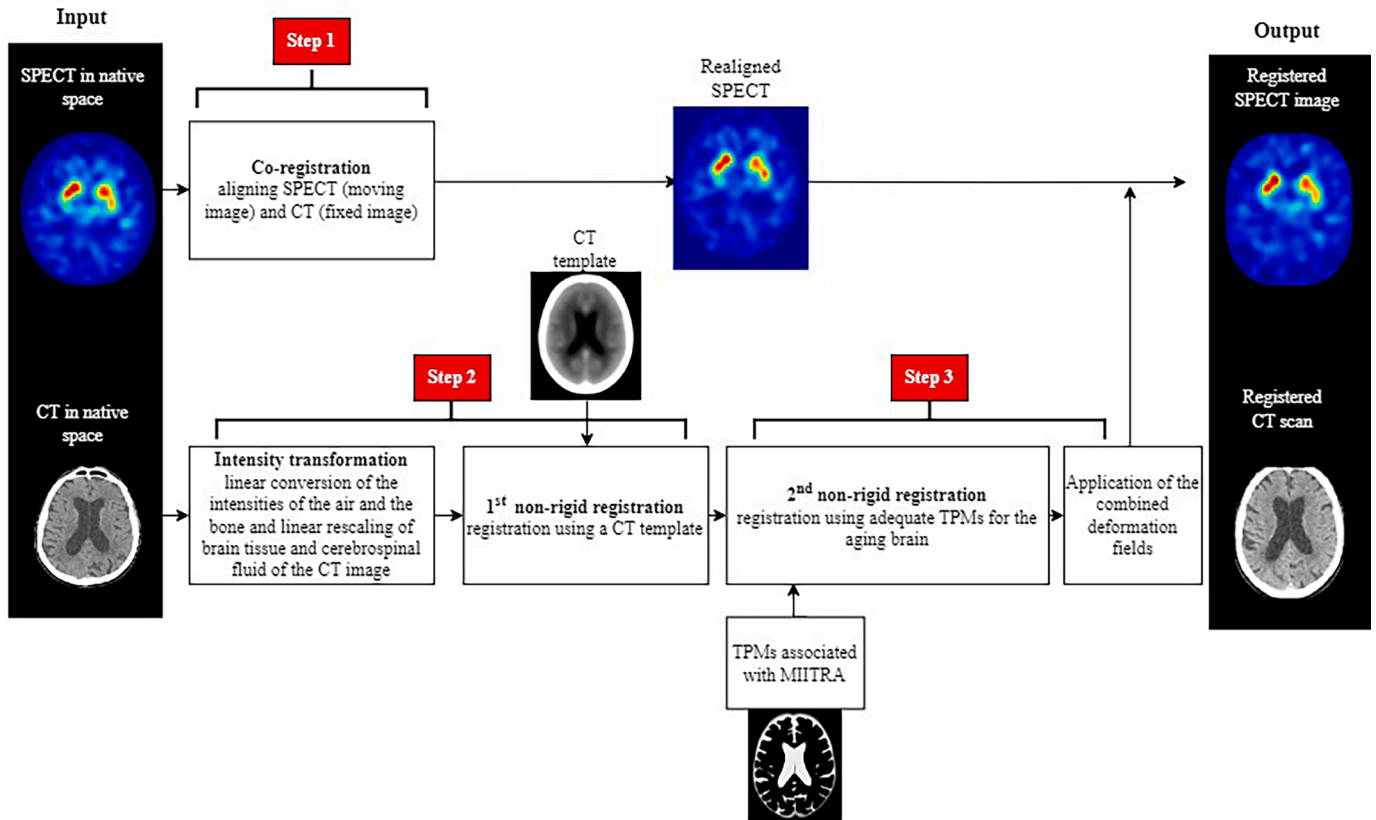 Input
SPECT in native
space
CT in native
space
Step 1
Co-registration
aligning SPECT (moving
image) and CT (fixed image)
Realigned
SPECT
CT
template
Step 2
Intensity transformation
linear conversion of the
intensities of the air and the
bone and linear rescaling of
brain tissue and cerebrospinal
fluid of the CT image
1st non-rigid registration
registration using a CT template
Step 3
2nd non-rigid registration
registration using adequate TPMs for the
aging brain
TPMs associated
with MIITRA
Application of the
combined
deformation
fields
Output
Registered
SPECT image
Registered
CT scan